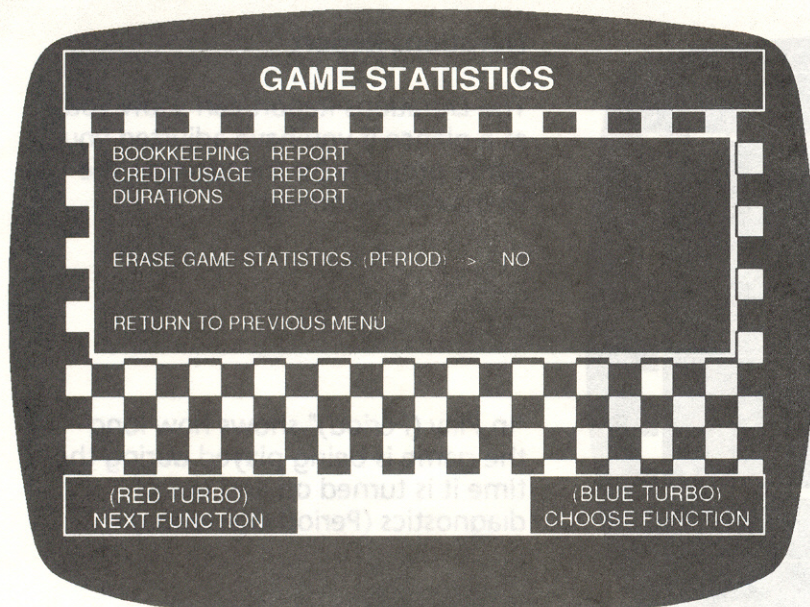 GAME STATISTICS
BOOKKEEPING REPORT
CREDIT USAGE REPORT
DURATIONS REPORT
ERASE GAME STATISTICS (PERIOD) -> NO
RETURN TO PREVIOUS MENU
(RED TURBO)
NEXT FUNCTION
(BLUE TURBO)
CHOOSE FUNCTION